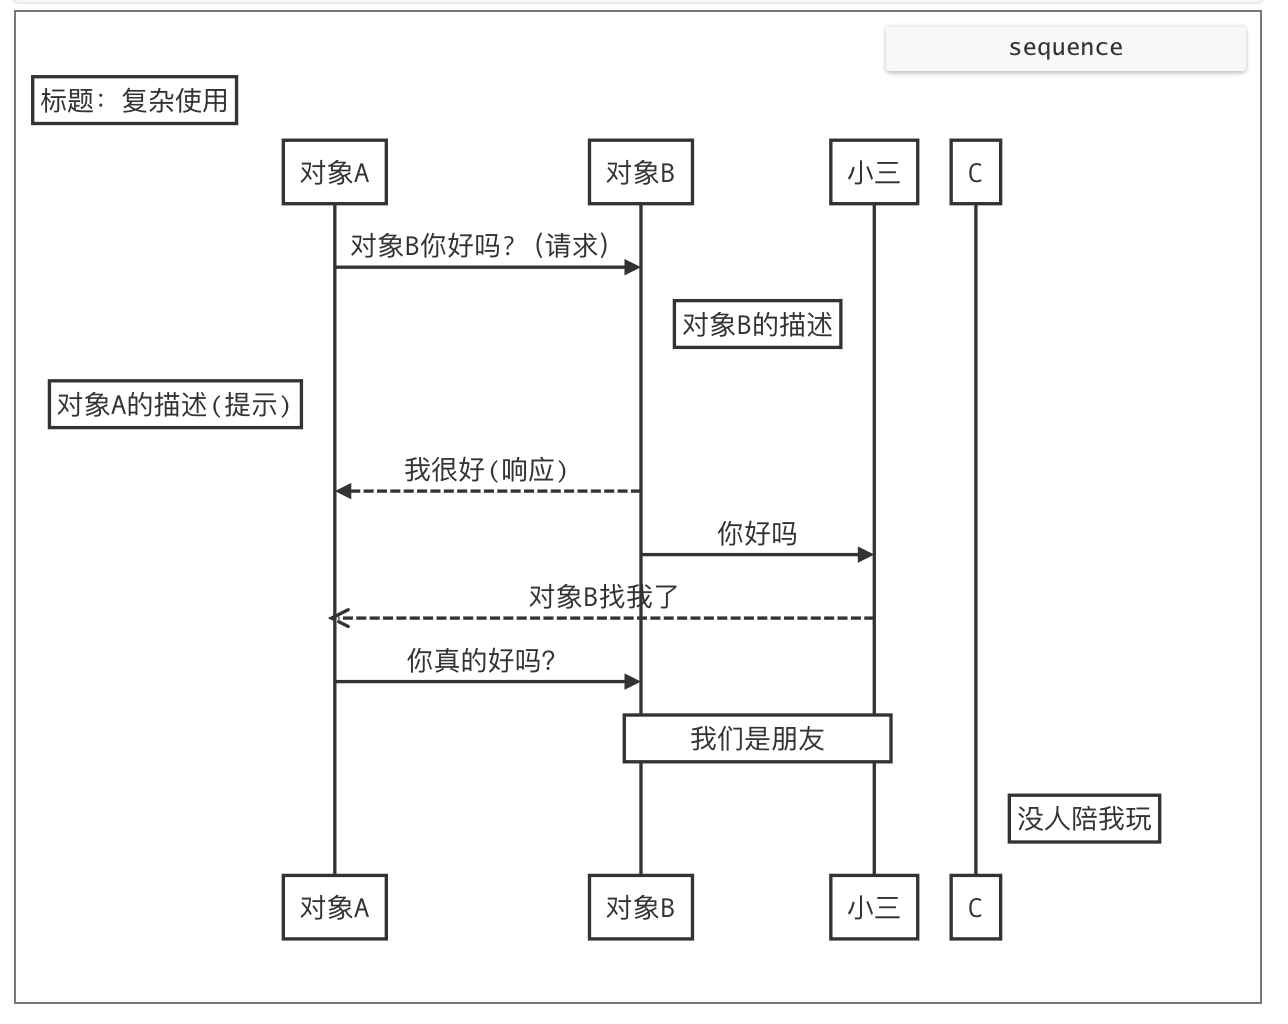 sequence
标题：复杂使用
对象A
对象B
小三
C
对象B你好吗?（请求）
对象B的描述
对象A的描述(提示)
我很好(响应)
你好吗
对象B找我了
你真的好吗?
我们是朋友
没人陪我玩
对象A
对象B
小三
C